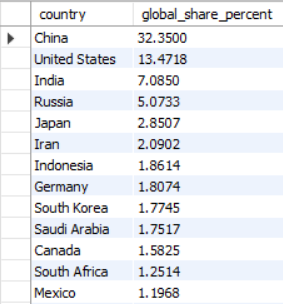 country global_share_percent
China 32.3500
United States 13.4718
India 7.0850
Russia 5.0733
Japan 2.8507
Iran 2.0902
Indonesia 1.8614
Germany 1.8074
South Korea 1.7745
Saudi Arabia 1.7517
Canada 1.5825
South Africa 1.2514
Mexico 1.1968